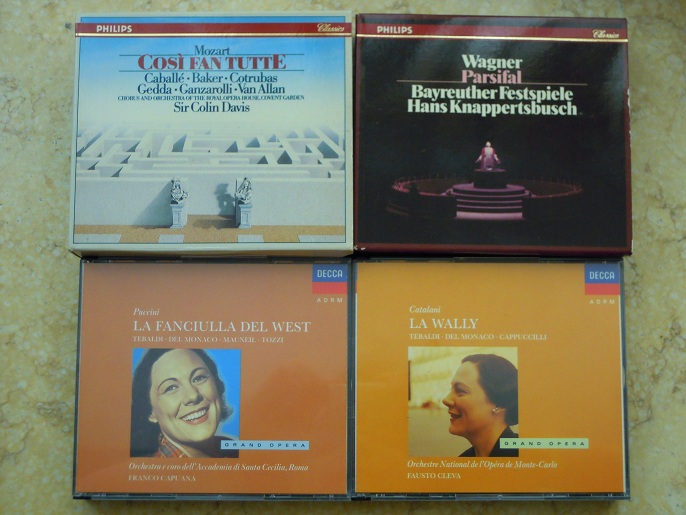 PHILIPS
Classics
Mozart
COSÌ FAN TUTTE
Caballé · Baker · Cotrubas
Gedda · Ganzarolli · Van Allan
CHORUS AND ORCHESTRA OF THE ROYAL OPERA HOUSE, COVENT GARDEN
Sir Colin Davis
PHILIPS
Classics
Wagner
Parsifal
Bayreuther Festspiele
Hans Knappertsbusch
DECCA
ADRM
Puccini
LA FANCIULLA DEL WEST
TEBALDI · DEL MONACO · MACNEIL · TOZZI
GRAND OPERA
Orchestra e coro dell'Accademia di Santa Cecilia, Roma
FRANCO CAPUANA
DECCA
ADRM
Catalani
LA WALLY
TEBALDI · DEL MONACO · CAPPUCCILLI
GRAND OPERA
Orchestre National de l'Opéra de Monte-Carlo
FAUSTO CLEVA